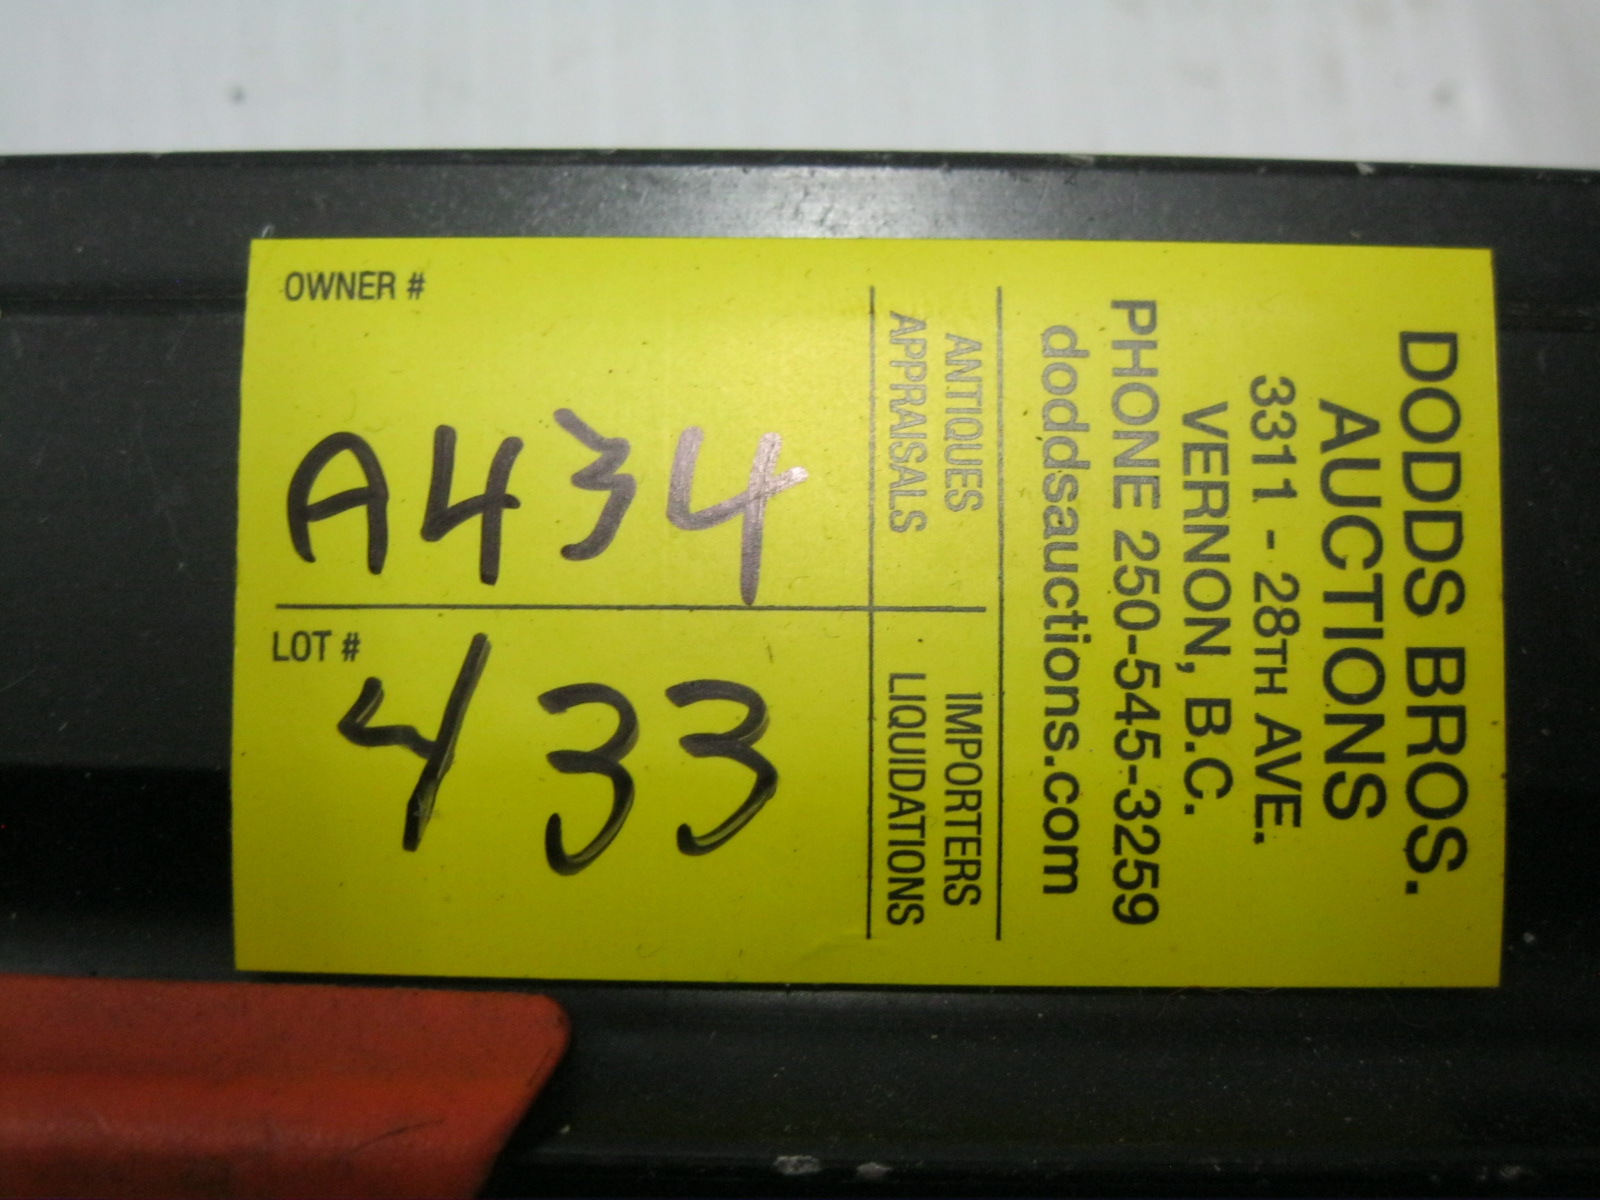 DODDS BROS.
AUCTIONS
3311 - 28TH AVE.
VERNON, B.C.
PHONE 250-545-3259
doddsauctions.com
ANTIQUES
APPRAISALS
IMPORTERS
LIQUIDATIONS
OWNER #
A434
LOT #
433